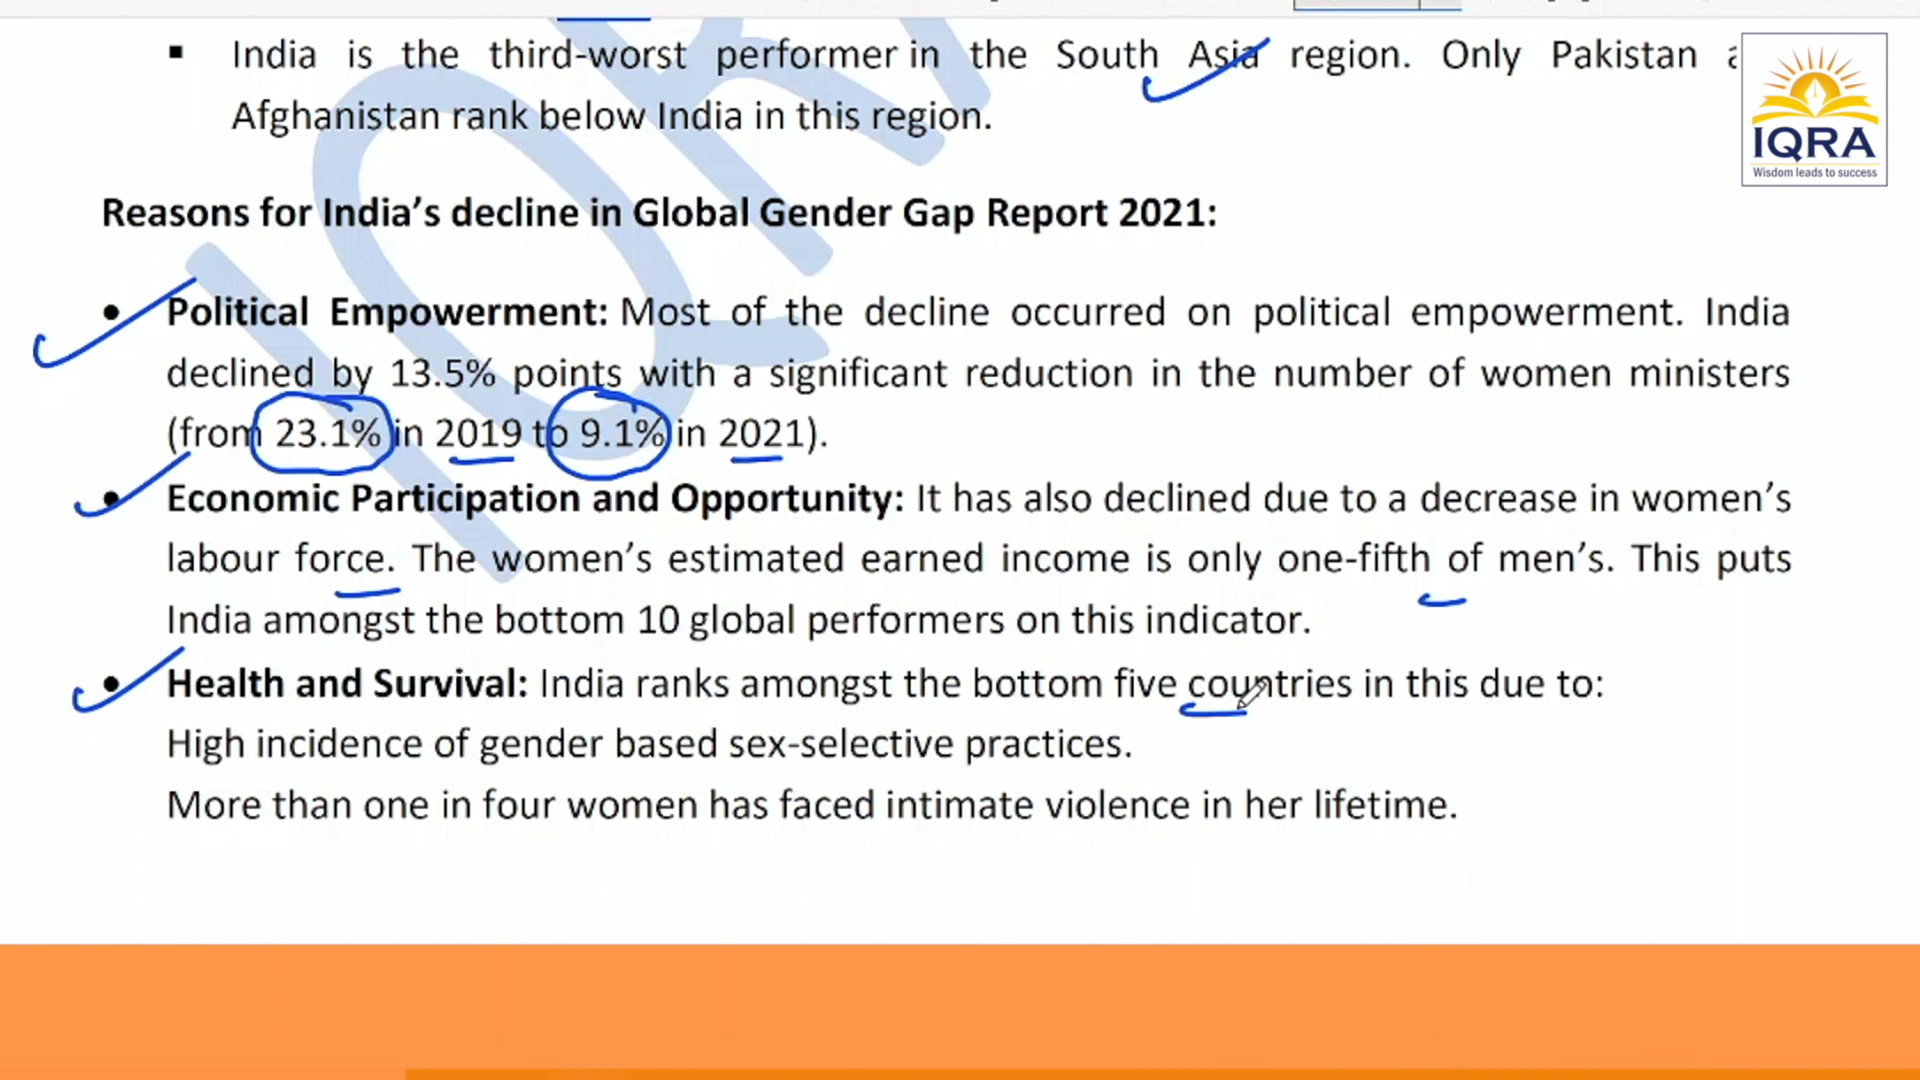 ▪ India is the third-worst performer in the South Asia region. Only Pakistan
Afghanistan rank below India in this region.
IQRA
Wisdom leads to success
Reasons for India's decline in Global Gender Gap Report 2021:
• Political Empowerment: Most of the decline occurred on political empowerment. India
declined by 13.5% points with a significant reduction in the number of women ministers
(from 23.1% in 2019 to 9.1% in 2021).
• Economic Participation and Opportunity: It has also declined due to a decrease in women's
labour force. The women's estimated earned income is only one-fifth of men's. This puts
India amongst the bottom 10 global performers on this indicator.
• Health and Survival: India ranks amongst the bottom five countries in this due to:
High incidence of gender based sex-selective practices.
More than one in four women has faced intimate violence in her lifetime.